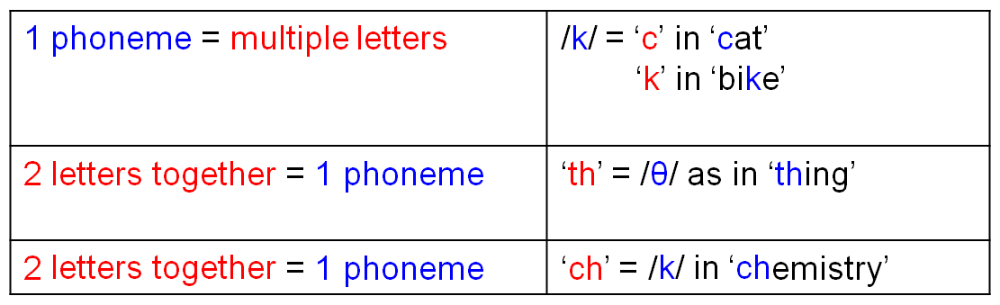 1 phoneme = multiple letters
/k/ = ‘c’ in ‘cat’
‘k’ in ‘bike’
2 letters together = 1 phoneme
‘th’ = /θ/ as in ‘thing’
2 letters together = 1 phoneme
‘ch’ = /k/ in ‘chemistry’